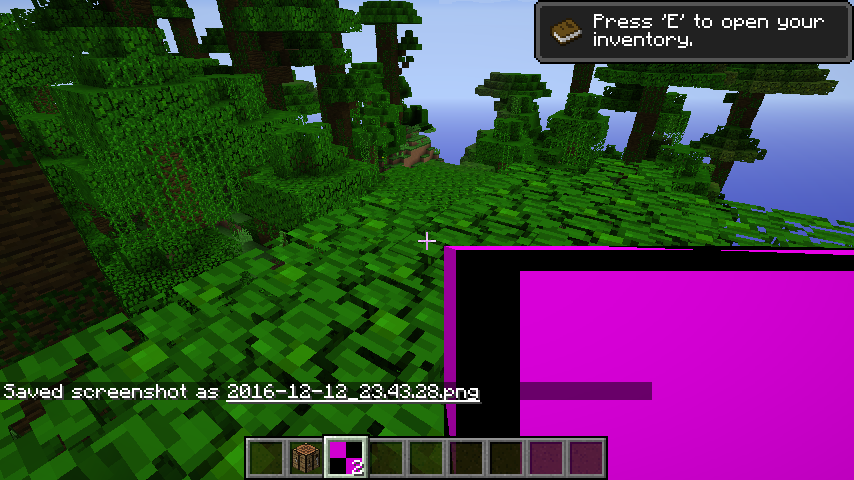 Press 'E' to open your
inventory.
Saved screenshot as 2016-12-12_23.43.28.png
2